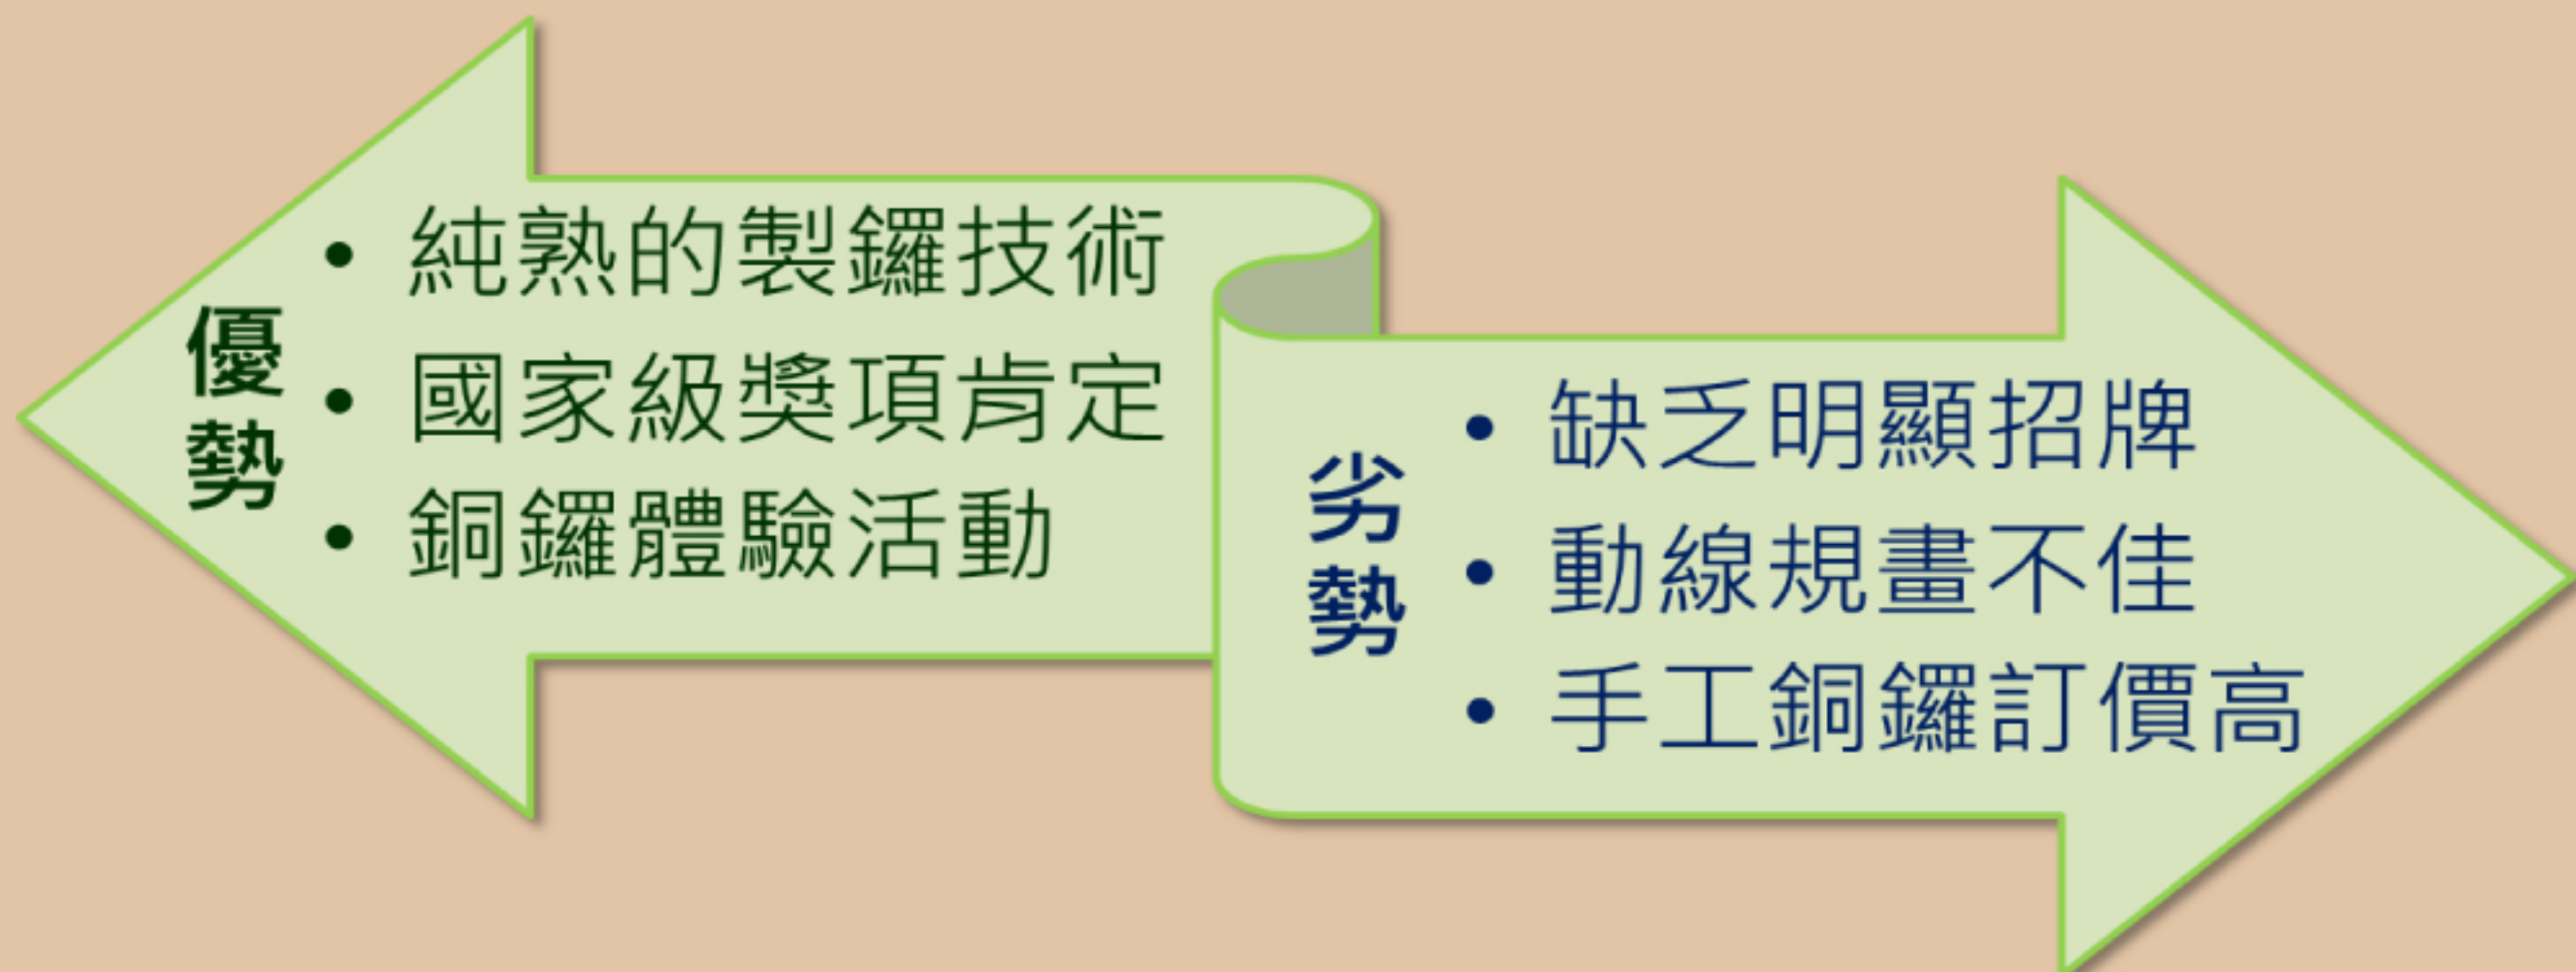 優勢
• 純熟的製鑼技術
• 國家級獎項肯定
• 銅鑼體驗活動
劣勢
• 缺乏明顯招牌
• 動線規畫不佳
• 手工銅鑼訂價高